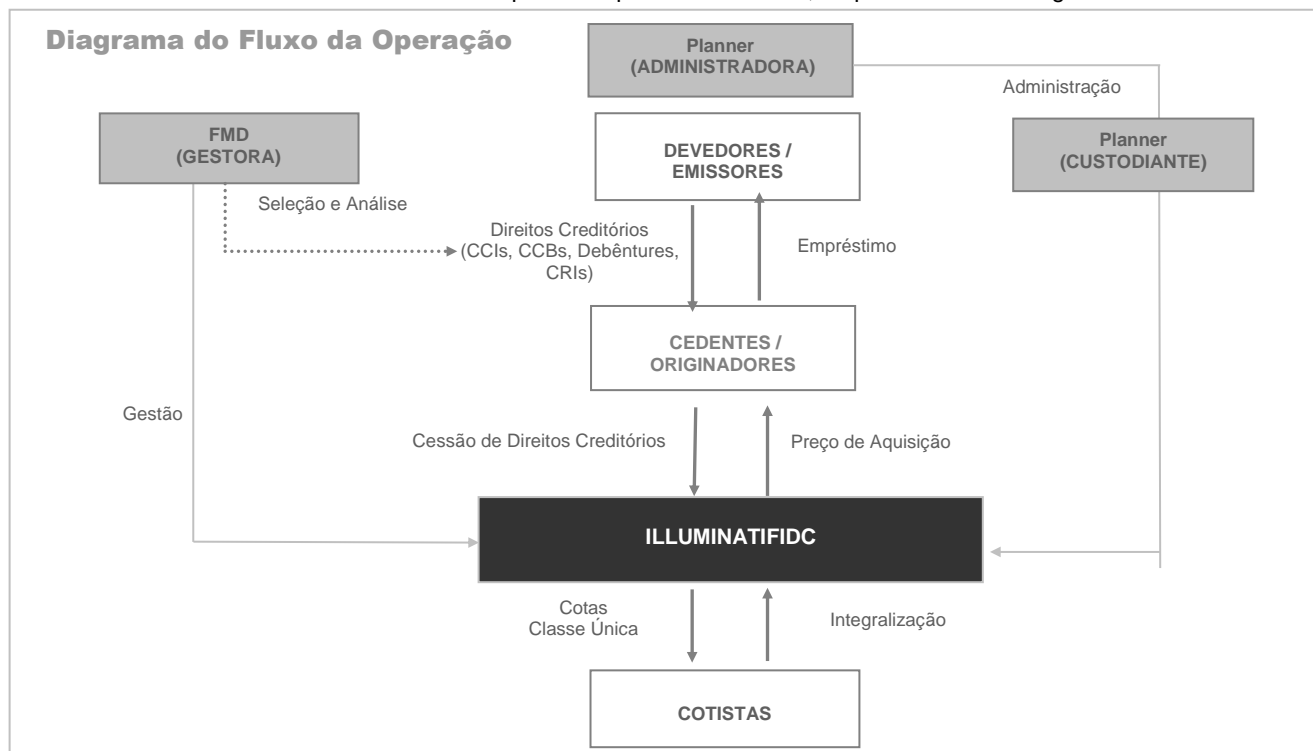 Diagrama do Fluxo da Operação
Planner
(ADMINISTRADORA)
Administração
FMD
(GESTORA)
DEVEDORES /
EMISSORES
Planner
(CUSTODIANTE)
Seleção e Análise
Direitos Creditórios
(CCIs, CCBs, Debêntures,
CRIs)
Empréstimo
CEDENTES /
ORIGINADORES
Gestão
Cessão de Direitos Creditórios
Preço de Aquisição
ILLUMINATIFIDC
Cotas
Classe Única
Integralização
COTISTAS